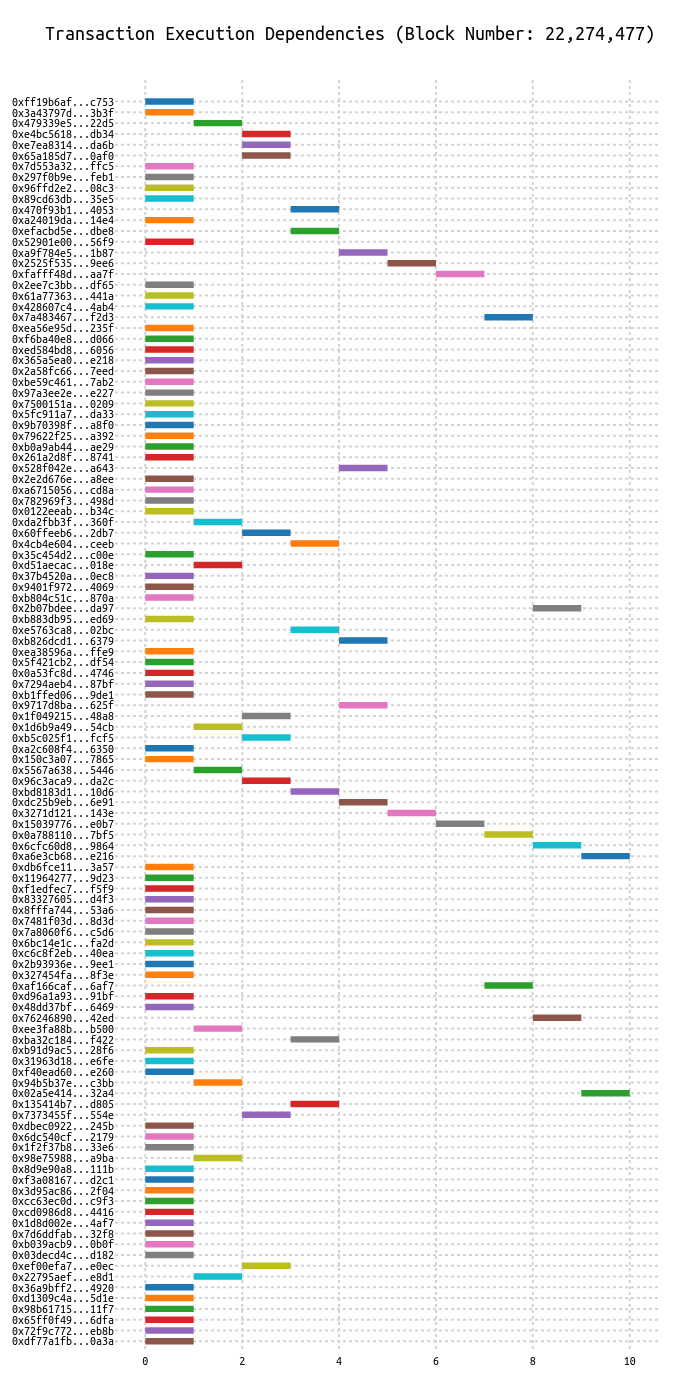 Transaction Execution Dependencies (Block Number: 22,274,477)
0xff19b6af...c753
0x3a43797d...3b3f
0x479339e5...22d5
0xe4bc5618...db34
0xe7ea8314...da6b
0x65a185d7...0af0
0x7d553a32...ffc5
0x297f0b9e...feb1
0x96ffd2e2...08c3
0x89cd63db...35e5
0x470f93b1...4053
0xa24019da...14e4
0xefacbd5e...dbe8
0x52901e00...56f9
0xa9f784e5...1b87
0x2525f535...9ee6
0xfafff48d...aa7f
0x2ee7c3bb...df65
0x61a77363...441a
0x428607c4...4ab4
0x7a483467...f2d3
0xea56e95d...235f
0xf6ba40e8...d066
0xed584bd8...6056
0x365a5ea0...e218
0x2a58fc66...7eed
0xbe59c461...7ab2
0x97a3ee2e...e227
0x7500151a...0209
0x5fc911a7...da33
0x9b70398f...a8f0
0x79622f25...a392
0xb0a9ab44...ae29
0x261a2d8f...8741
0x528f042e...a643
0x2e2d676e...a8ee
0xa6715056...cd8a
0x782969f3...498d
0x0122eeab...b34c
0xda2fbb3f...360f
0x60ffeeb6...2db7
0x4cb4e604...ceeb
0x35c454d2...c00e
0xd51aecac...018e
0x37b4520a...0ec8
0x9401f972...4069
0xb804c51c...870a
0x2b07bdee...da97
0xb883db95...ed69
0xe5763ca8...02bc
0xb826dcd1...6379
0xea38596a...ffe9
0x5f421cb2...df54
0x0a53fc8d...4746
0x7294aeb4...87bf
0xb1ffed06...9de1
0x9717d8ba...625f
0x1f049215...48a8
0x1d6b9a49...54cb
0xb5c025f1...fcf5
0xa2c608f4...6350
0x150c3a07...7865
0x5567a638...5446
0x96c3aca9...da2c
0xbd8183d1...10d6
0xdc25b9eb...6e91
0x3271d121...143e
0x15039776...e0b7
0x0a788110...7bf5
0x6cfc60d8...9864
0xa6e3cb68...e216
0xdb6fce11...3a57
0x11964277...9d23
0xf1edfec7...f5f9
0x83327605...d4f3
0x8fffa744...53a6
0x7481f03d...8d3d
0x7a8060f6...c5d6
0x6bc14e1c...fa2d
0xc6c8f2eb...40ea
0x2b93936e...9ee1
0x327454fa...8f3e
0xaf166caf...6af7
0xd96a1a93...91bf
0x48dd37bf...6469
0x76246890...42ed
0xee3fa88b...b500
0xba32c184...f422
0xb91d9ac5...28f6
0x31963d18...e6fe
0xf40ead60...e260
0x94b5b37e...c3bb
0x02a5e414...32a4
0x135414b7...d805
0x7373455f...554e
0xdbec0922...245b
0x6dc540cf...2179
0x1f2f37b8...33e6
0x98e75988...a9ba
0x8d9e90a8...111b
0xf3a08167...d2c1
0x3d95ac86...2f04
0xcc63ec0d...c9f3
0xcd0986d8...4416
0x1d8d002e...4af7
0x7d6ddfab...32f8
0xb039acb9...0b0f
0x03decd4c...d182
0xef00efa7...e0ec
0x22795aef...e8d1
0x36a9bff2...4920
0xd1309c4a...5d1e
0x98b61715...11f7
0x65ff0f49...6dfa
0x72f9c772...eb8b
0xdf77a1fb...0a3a
0 2 4 6 8 10